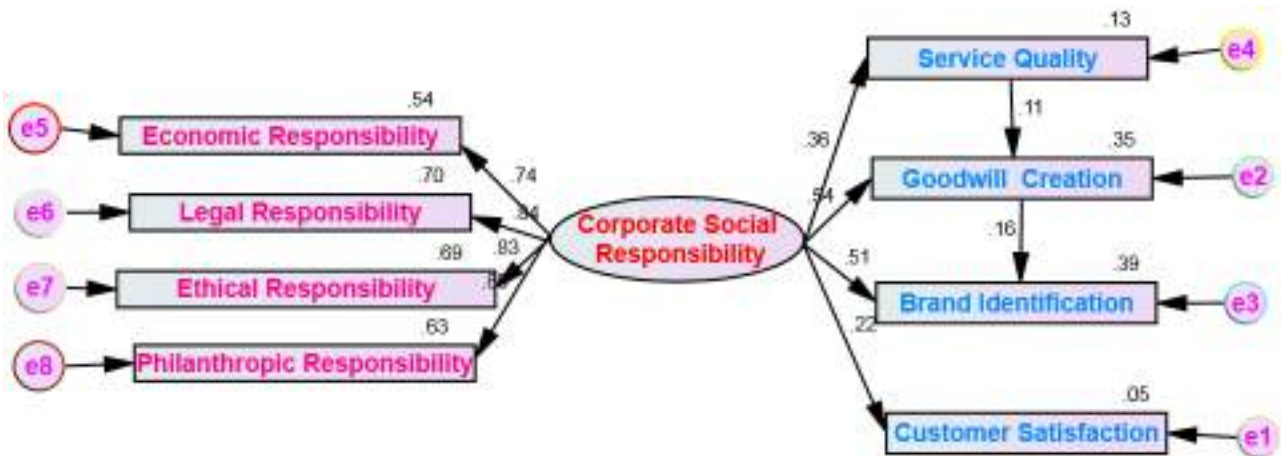 .13
Service Quality
e4
.54
e5
Economic Responsibility
.11
.36
.35
.70
.74
Goodwill  Creation
e2
e6
Legal Responsibility
.84
.54
Corporate Social
Responsibility
.16
.69
.83
.51
.39
e7
Ethical Responsibility
Brand Identification
e3
.63
.22
e8
Philanthropic Responsibility
.05
Customer Satisfaction
e1